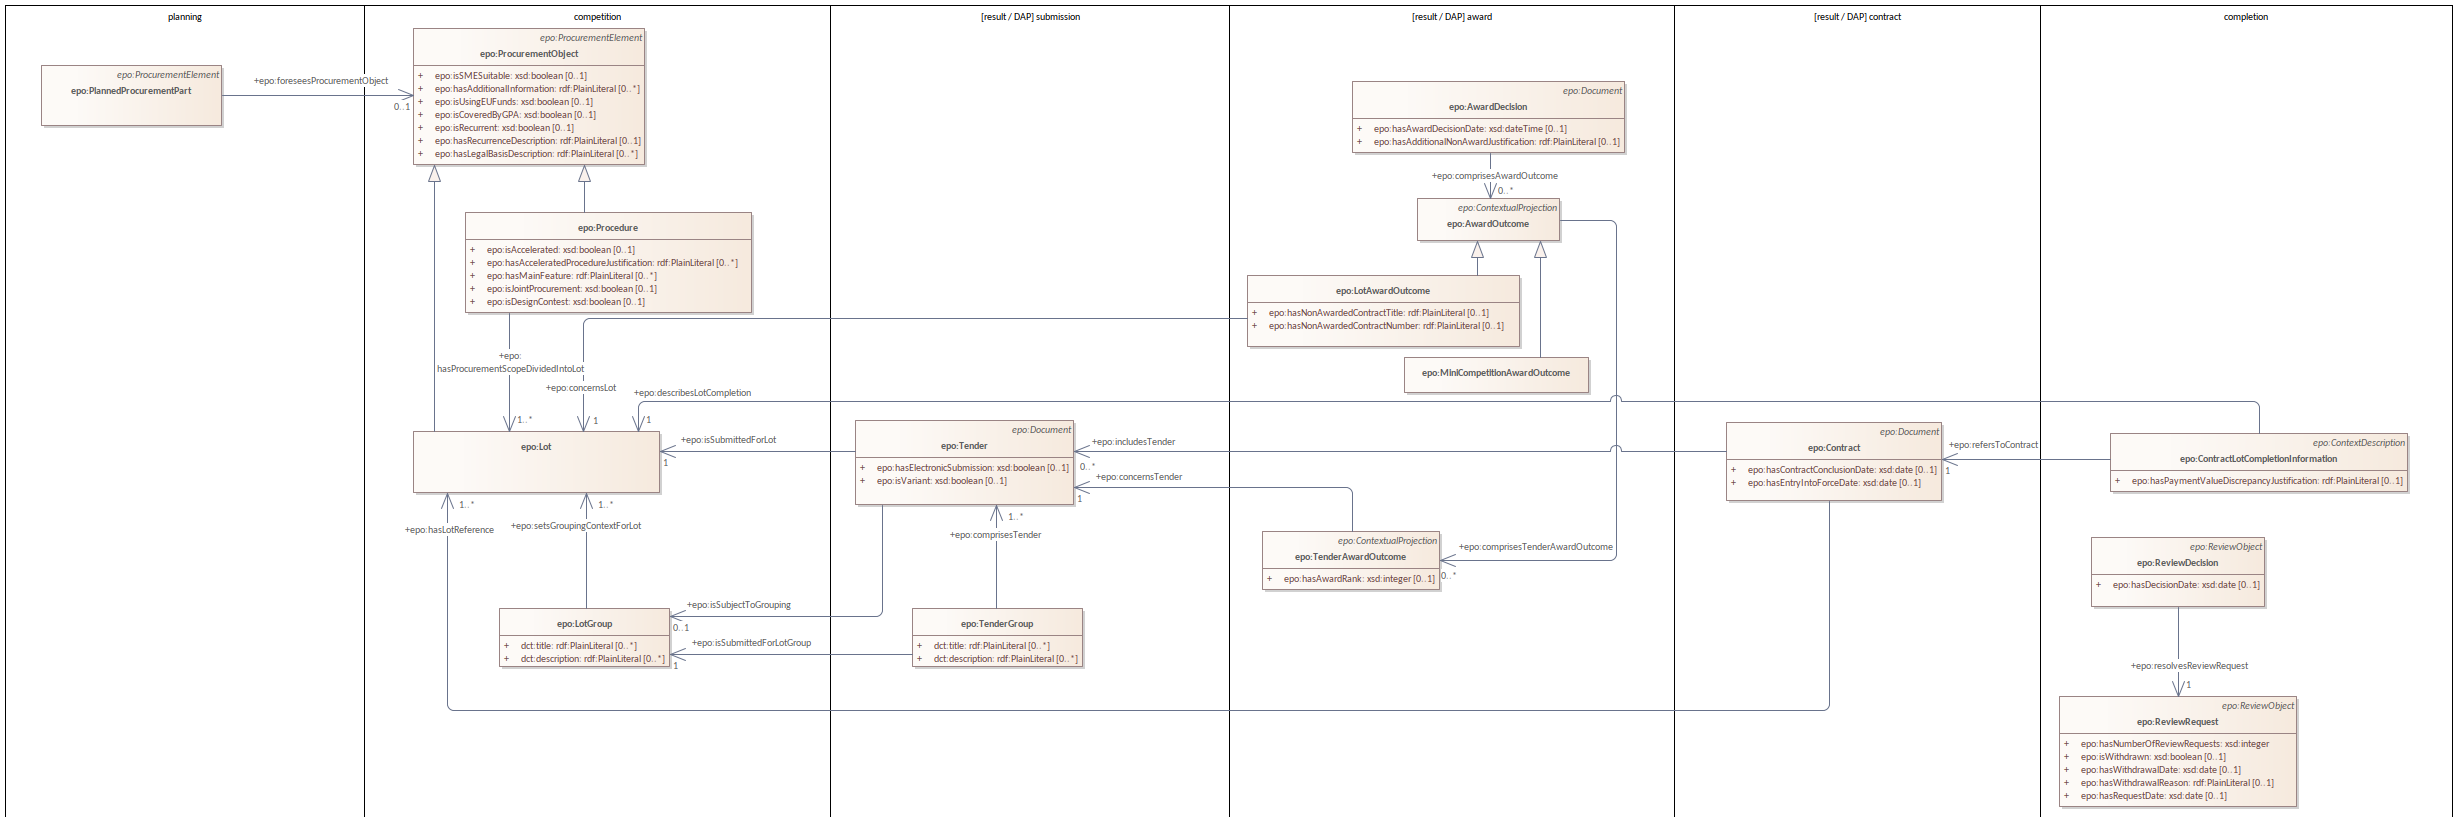 planning
competition
[result / DAP] submission
[result / DAP] award
[result / DAP] contract
completion
epo:ProcurementElement
epo:PlannedProcurementPart
+epo:foreseesProcurementObject
0..1
epo:ProcurementElement
epo:ProcurementObject
+ epo:isSMESuitable: xsd:boolean [0..1]
+ epo:hasAdditionalInformation: rdf:PlainLiteral [0..*]
+ epo:isUsingEUFunds: xsd:boolean [0..1]
+ epo:isCoveredByGPA: xsd:boolean [0..1]
+ epo:isRecurrent: xsd:boolean [0..1]
+ epo:hasRecurrenceDescription: rdf:PlainLiteral [0..1]
+ epo:hasLegalBasisDescription: rdf:PlainLiteral [0..*]
epo:Procedure
+ epo:isAccelerated: xsd:boolean [0..1]
+ epo:hasAcceleratedProcedureJustification: rdf:PlainLiteral [0..*]
+ epo:hasMainFeature: rdf:PlainLiteral [0..*]
+ epo:isJointProcurement: xsd:boolean [0..1]
+ epo:isDesignContest: xsd:boolean [0..1]
+epo:
hasProcurementScopeDividedIntoLot
1..*
+epo:concernsLot
1
+epo:describesLotCompletion
1
epo:Lot
+epo:isSubmittedForLot
1
1..*
+epo:hasLotReference
1..*
+epo:setsGroupingContextForLot
epo:LotGroup
+ dct:title: rdf:PlainLiteral [0..*]
+ dct:description: rdf:PlainLiteral [0..*]
+epo:isSubjectToGrouping
0..1
+epo:isSubmittedForLotGroup
1
epo:Document
epo:Tender
+ epo:hasElectronicSubmission: xsd:boolean [0..1]
+ epo:isVariant: xsd:boolean [0..1]
+epo:includesTender
0..*
+epo:concernsTender
1
1..*
+epo:comprisesTender
epo:TenderGroup
+ dct:title: rdf:PlainLiteral [0..*]
+ dct:description: rdf:PlainLiteral [0..*]
epo:Document
epo:AwardDecision
+ epo:hasAwardDecisionDate: xsd:dateTime [0..1]
+ epo:hasAdditionalNonAwardJustification: rdf:PlainLiteral [0..1]
+epo:comprisesAwardOutcome
0..*
epo:ContextualProjection
epo:AwardOutcome
epo:LotAwardOutcome
+ epo:hasNonAwardedContractTitle: rdf:PlainLiteral [0..1]
+ epo:hasNonAwardedContractNumber: rdf:PlainLiteral [0..1]
epo:MiniCompetitionAwardOutcome
epo:ContextualProjection
epo:TenderAwardOutcome
+ epo:hasAwardRank: xsd:integer [0..1]
+epo:comprisesTenderAwardOutcome
0..*
epo:Document
epo:Contract
+ epo:hasContractConclusionDate: xsd:date [0..1]
+ epo:hasEntryIntoForceDate: xsd:date [0..1]
+epo:refersToContract
1
epo:ContextDescription
epo:ContractLotCompletionInformation
+ epo:hasPaymentValueDiscrepancyJustification: rdf:PlainLiteral [0..1]
epo:ReviewObject
epo:ReviewDecision
+ epo:hasDecisionDate: xsd:date [0..1]
+epo:resolvesReviewRequest
1
epo:ReviewObject
epo:ReviewRequest
+ epo:hasNumberOfReviewRequests: xsd:integer
+ epo:isWithdrawn: xsd:boolean [0..1]
+ epo:hasWithdrawalDate: xsd:date [0..1]
+ epo:hasWithdrawalReason: rdf:PlainLiteral [0..1]
+ epo:hasRequestDate: xsd:date [0..1]